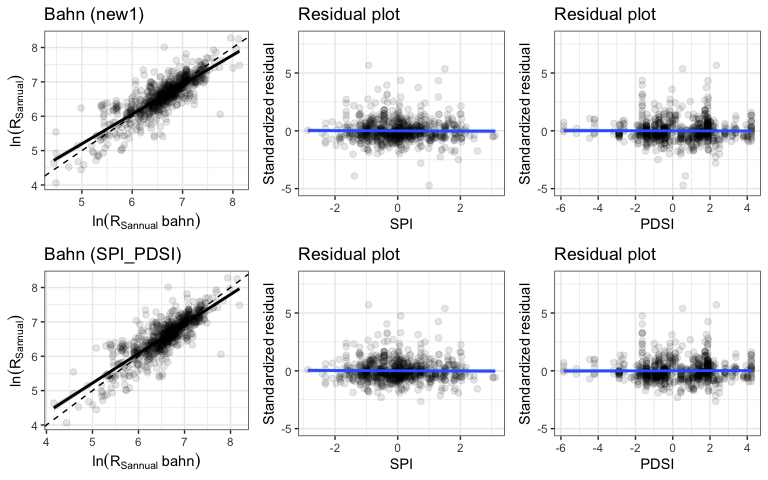 Bahn (new1)
Residual plot
Residual plot
8
7
6
5
4
5
6
7
8
ln(RSannual)
ln(RSannual bahn)
5
0
-5
-2
0
2
Standardized residual
SPI
5
0
-5
-6
-4
-2
0
2
4
Standardized residual
PDSI
Bahn (SPI_PDSI)
Residual plot
Residual plot
8
7
6
5
4
4
5
6
7
8
ln(RSannual)
ln(RSannual bahn)
5
0
-5
-2
0
2
Standardized residual
SPI
5
0
-5
-6
-4
-2
0
2
4
Standardized residual
PDSI